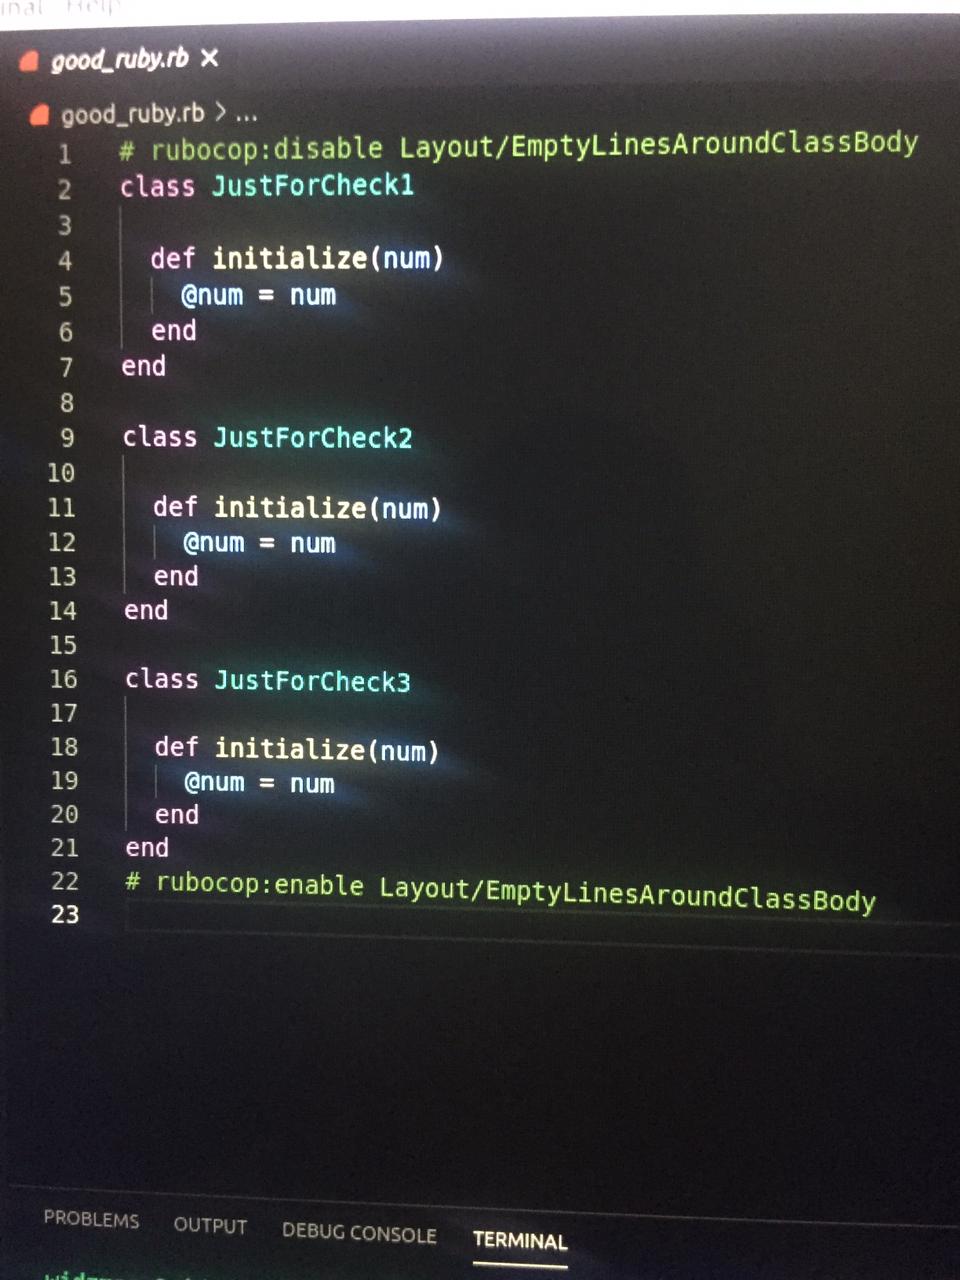 Help
good_ruby.rb ×
good_ruby.rb > ...
1 # rubocop:disable Layout/EmptyLinesAroundClassBody
2 class JustForCheck1
3
4   def initialize(num)
5     @num = num
6   end
7 end
8
9 class JustForCheck2
10
11   def initialize(num)
12     @num = num
13   end
14 end
15
16 class JustForCheck3
17
18   def initialize(num)
19     @num = num
20   end
21 end
22 # rubocop:enable Layout/EmptyLinesAroundClassBody
23
PROBLEMS OUTPUT DEBUG CONSOLE TERMINAL